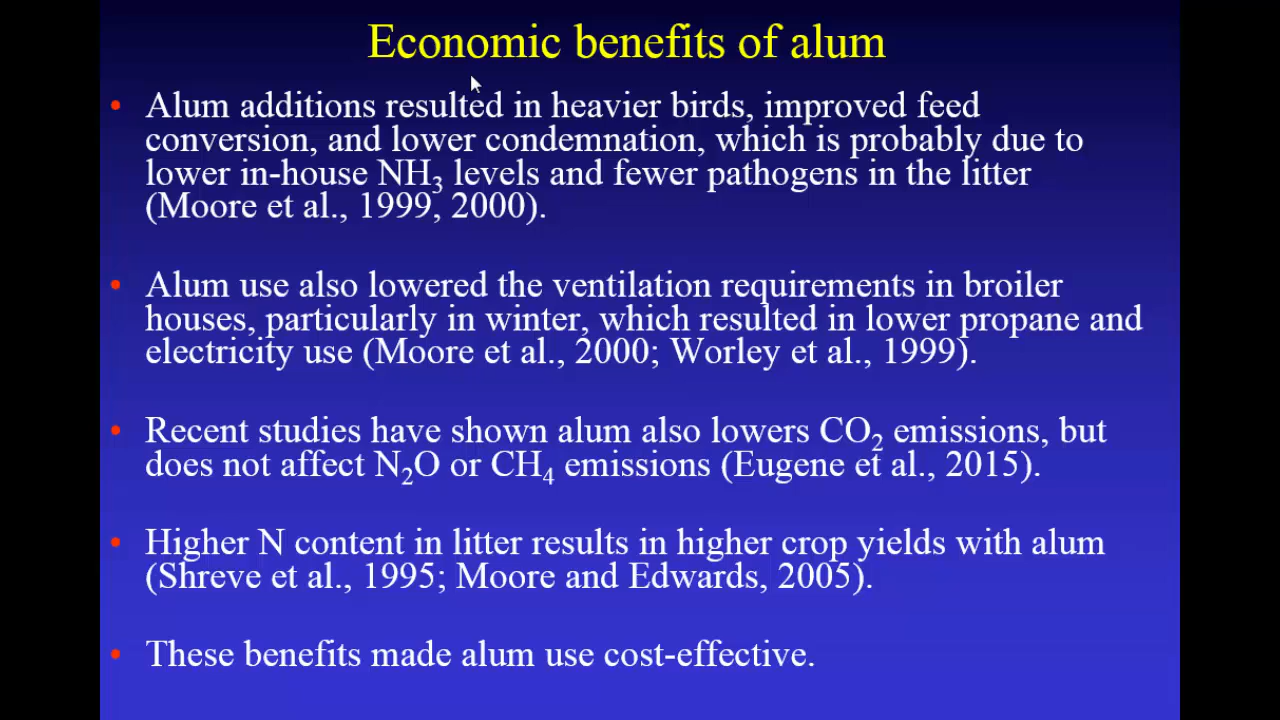 Economic benefits of alum
• Alum additions resulted in heavier birds, improved feed
conversion, and lower condemnation, which is probably due to
lower in-house NH₃ levels and fewer pathogens in the litter
(Moore et al., 1999, 2000).
• Alum use also lowered the ventilation requirements in broiler
houses, particularly in winter, which resulted in lower propane and
electricity use (Moore et al., 2000; Worley et al., 1999).
• Recent studies have shown alum also lowers CO₂ emissions, but
does not affect N₂O or CH₄ emissions (Eugene et al., 2015).
• Higher N content in litter results in higher crop yields with alum
(Shreve et al., 1995; Moore and Edwards, 2005).
• These benefits made alum use cost-effective.